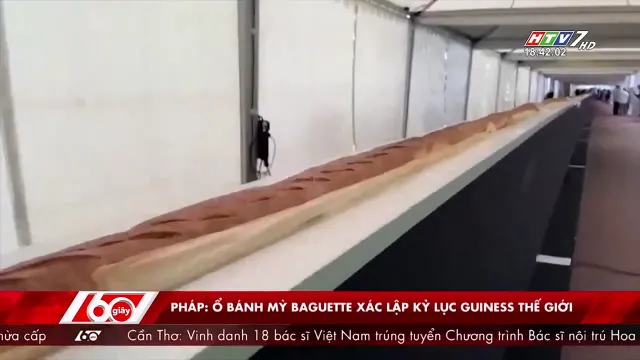 HTV7 HD
18:42:02
60 giây
PHÁP: Ổ BÁNH MỲ BAGUETTE XÁC LẬP KỶ LỤC GUINESS THẾ GIỚI
hừa cấp 60 Cần Thơ: Vinh danh 18 bác sĩ Việt Nam trúng tuyển Chương trình Bác sĩ nội trú Hoa